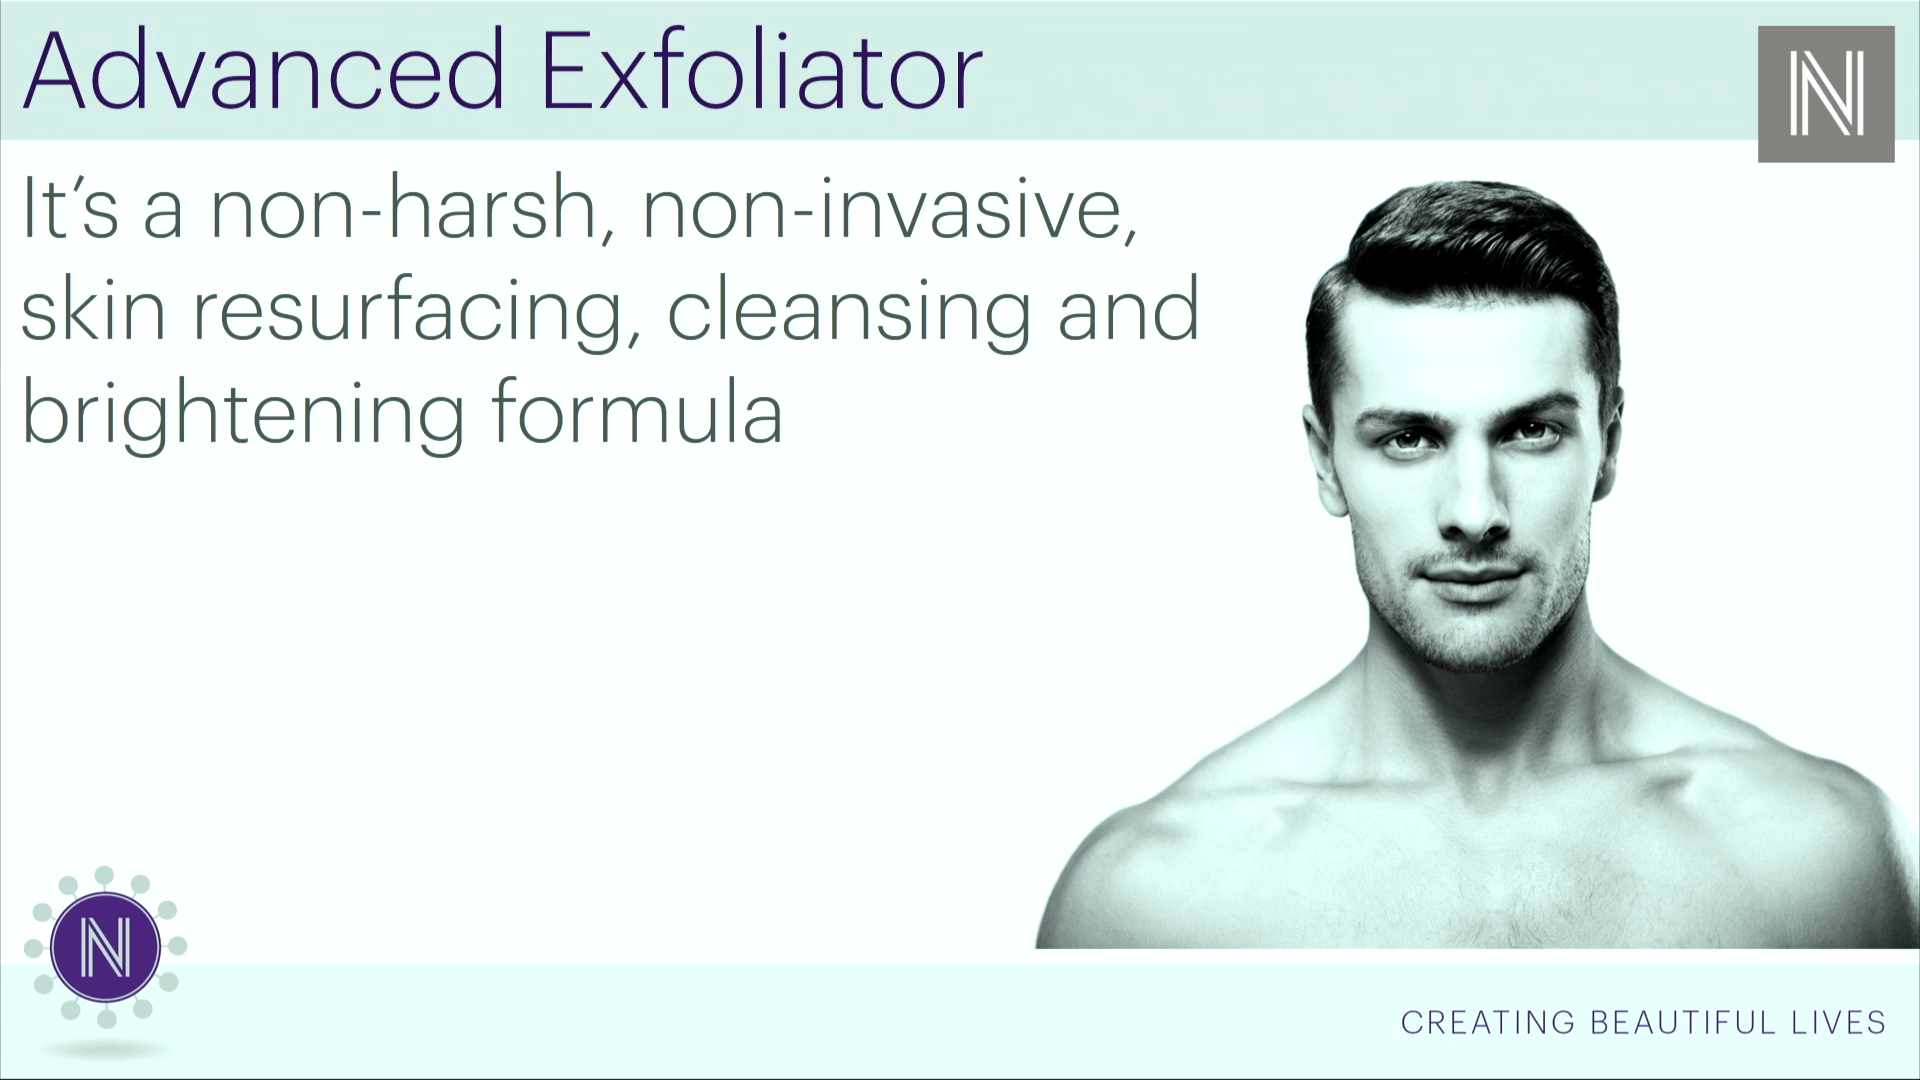 Advanced Exfoliator
N
It’s a non-harsh, non-invasive,
skin resurfacing, cleansing and
brightening formula
N
CREATING BEAUTIFUL LIVES